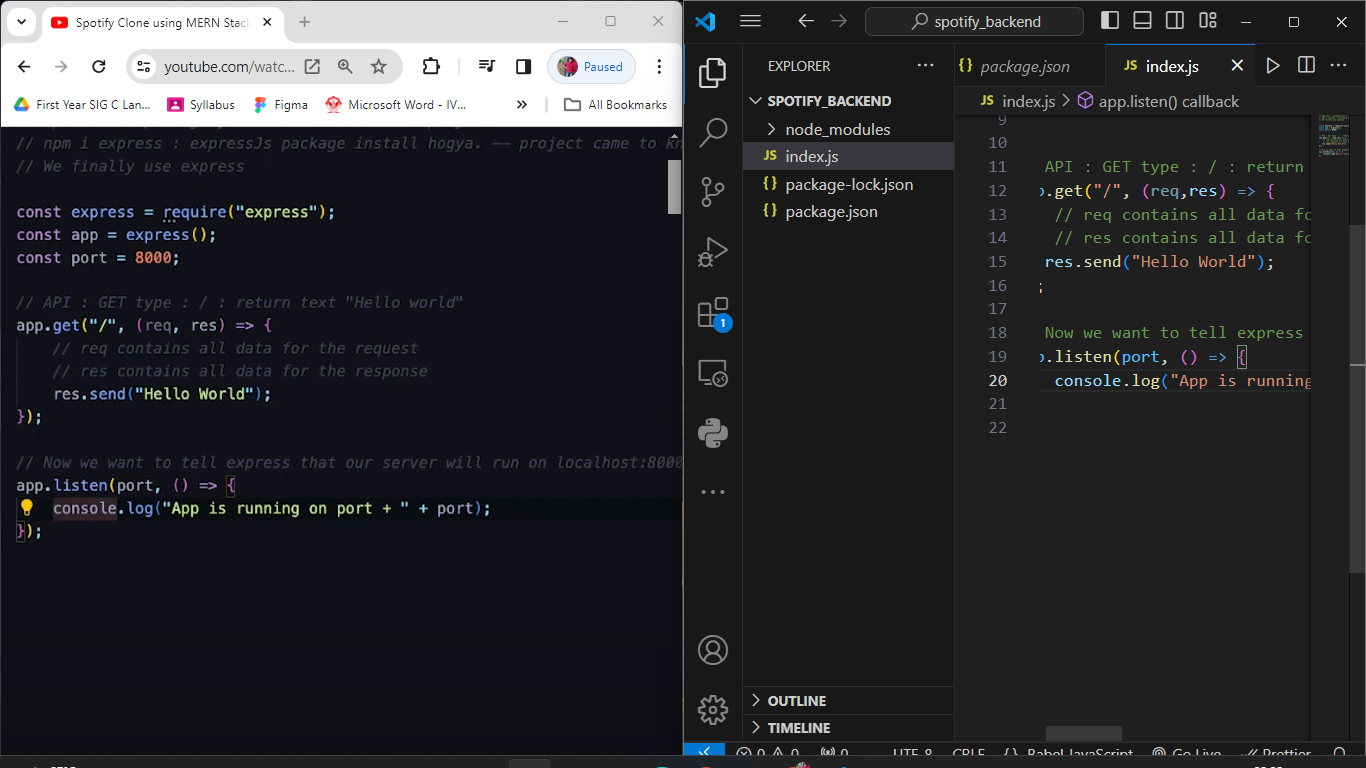 Spotify Clone using MERN Stac
youtube.com/watc...
Paused
First Year SIG C Lan...
Syllabus
Figma
Microsoft Word - IV...
»
All Bookmarks
// npm i express : expressJs package install hogya. —— project came to kn
// We finally use express
const express = require("express");
const app = express();
const port = 8000;
// API : GET type : / : return text "Hello world"
app.get("/", (req, res) => {
// req contains all data for the request
// res contains all data for the response
res.send("Hello World");
});
// Now we want to tell express that our server will run on localhost:8000
app.listen(port, () => {
console.log("App is running on port + " + port);
});
spotify_backend
EXPLORER
SPOTIFY_BACKEND
node_modules
JS index.js
{} package-lock.json
{} package.json
1
OUTLINE
TIMELINE
{} package.json
JS index.js
JS index.js > app.listen() callback
9
10
11 API : GET type : / : return
12 .get("/", (req,res) => {
13 // req contains all data fo
14 // res contains all data fo
15 res.send("Hello World");
16 ;
17
18 Now we want to tell express
19 .listen(port, () => {
20 console.log("App is running
21
22
0 0 0 UTF-8 CRLF {} Babel JavaScript Go Live Prettier